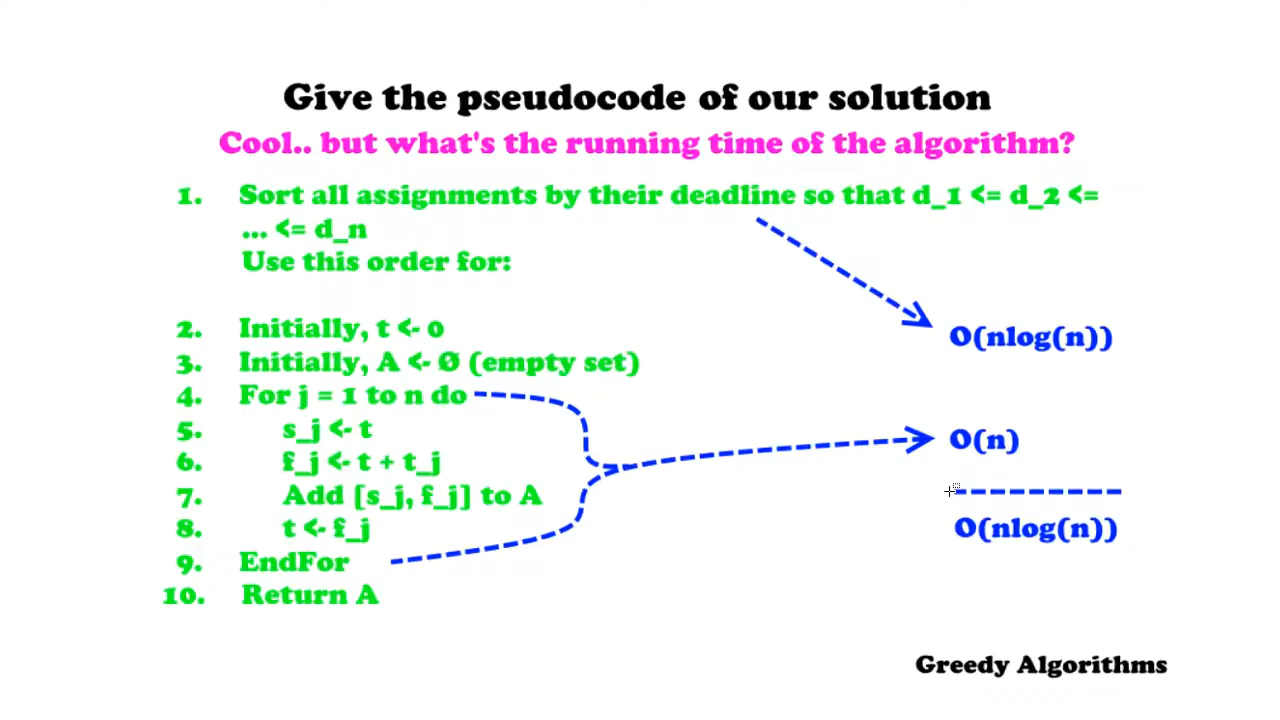 Give the pseudocode of our solution
Cool.. but what's the running time of the algorithm?
1. Sort all assignments by their deadline so that d_1 <= d_2 <=
... <= d_n
Use this order for:
2. Initially, t <- 0
3. Initially, A <- Ø (empty set)
4. For j = 1 to n do
5. s_j <- t
6. f_j <- t + t_j
7. Add [s_j, f_j] to A
8. t <- f_j
9. EndFor
10. Return A
O(nlog(n))
O(n)
O(nlog(n))
Greedy Algorithms